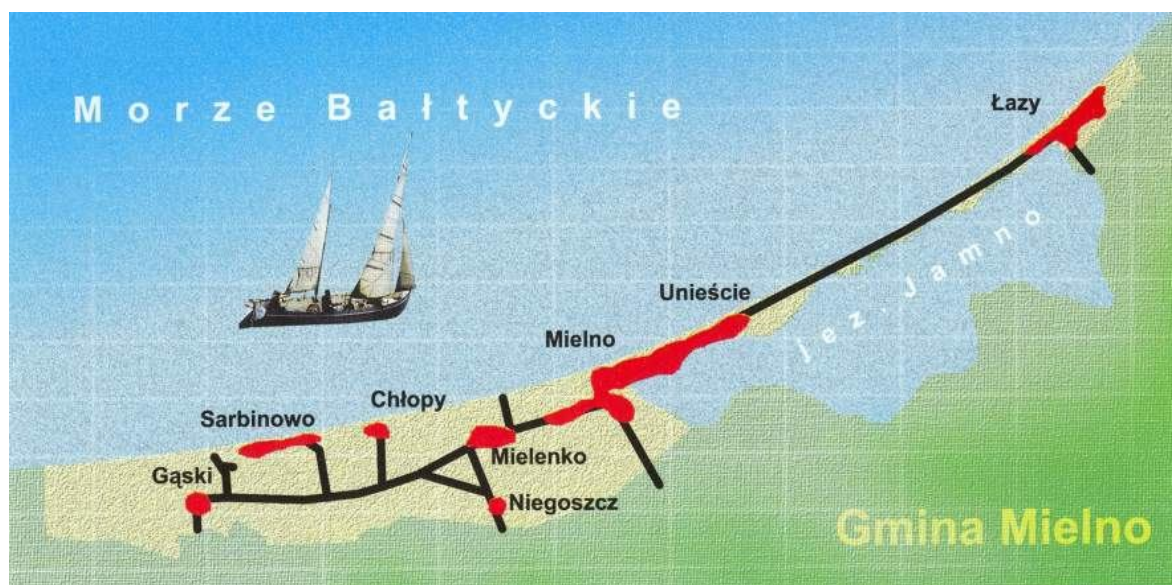 Morze Bałtyckie
Łazy
jez. Jamno
Unieście
Mielno
Chłopy
Sarbinowo
Mielenko
Gąski
Niegoszcz
Gmina Mielno